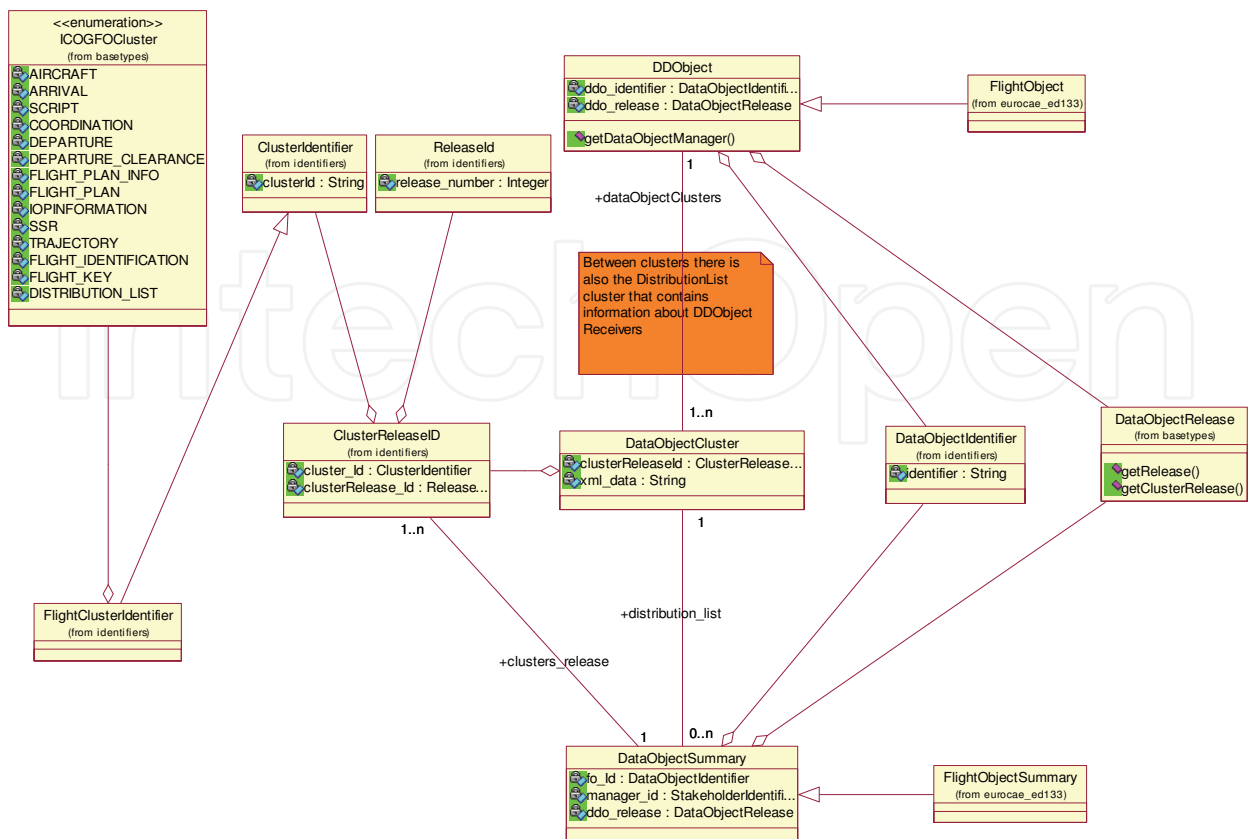 <<enumeration>>
ICOGFOCluster
(from basetypes)
AIRCRAFT
ARRIVAL
SCRIPT
COORDINATION
DEPARTURE
DEPARTURE_CLEARANCE
FLIGHT_PLAN_INFO
FLIGHT_PLAN
IOPINFORMATION
SSR
TRAJECTORY
FLIGHT_IDENTIFICATION
FLIGHT_KEY
DISTRIBUTION_LIST
ClusterIdentifier
(from identifiers)
clusterId : String
ReleaseId
(from identifiers)
release_number : Integer
DDObject
ddo_identifier : DataObjectIdentifi...
ddo_release : DataObjectRelease
getDataObjectManager()
FlightObject
(from eurocae_ed133)
1
+dataObjectClusters
Between clusters there is
also the DistributionList
cluster that contains
information about DDObject
Receivers
IntechOpen
1..n
ClusterReleaseID
(from identifiers)
cluster_Id : ClusterIdentifier
clusterRelease_Id : Release...
DataObjectCluster
clusterReleaseId : ClusterRelease...
xml_data : String
DataObjectIdentifier
(from identifiers)
identifier : String
DataObjectRelease
(from basetypes)
getRelease()
getClusterRelease()
1..n
1
FlightClusterIdentifier
(from identifiers)
+distribution_list
+clusters_release
1
0..n
DataObjectSummary
fo_Id : DataObjectIdentifier
manager_id : StakeholderIdentifi...
ddo_release : DataObjectRelease
FlightObjectSummary
(from eurocae_ed133)